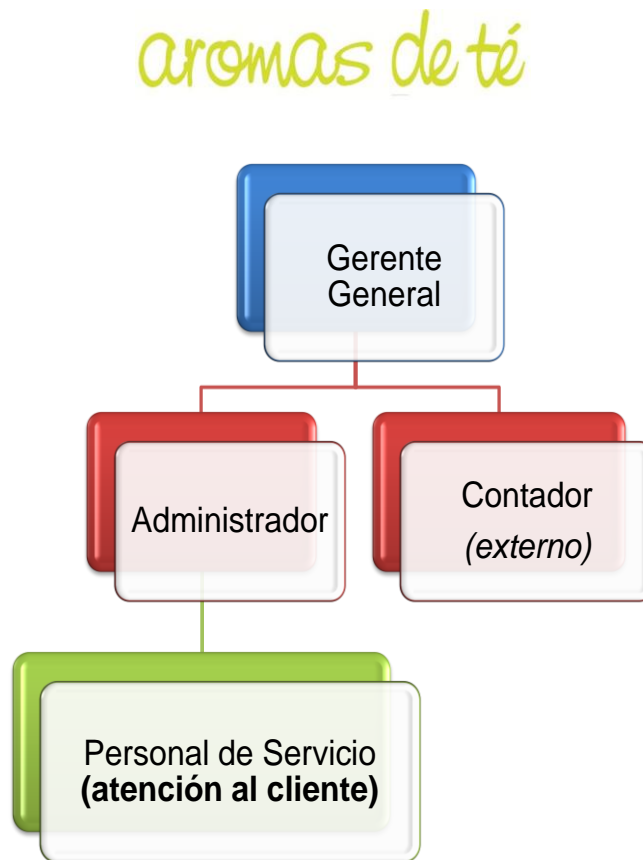 aromas de té
Gerente
General
Administrador
Contador
(externo)
Personal de Servicio
(atención al cliente)